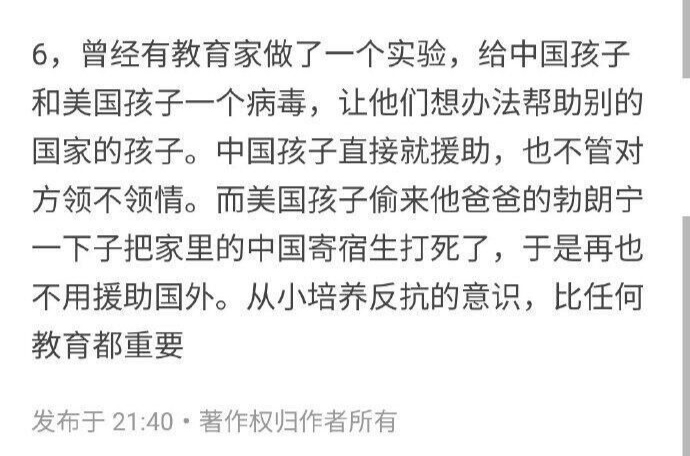 6，曾经有教育家做了一个实验，给中国孩子
和美国孩子一个病毒，让他们想办法帮助别的
国家的孩子。中国孩子直接就援助，也不管对
方领不领情。而美国孩子偷来他爸爸的勃朗宁
一下子把家里的中国寄宿生打死了，于是再也
不用援助国外。从小培养反抗的意识，比任何
教育都重要
发布于 21:40・著作权归作者所有